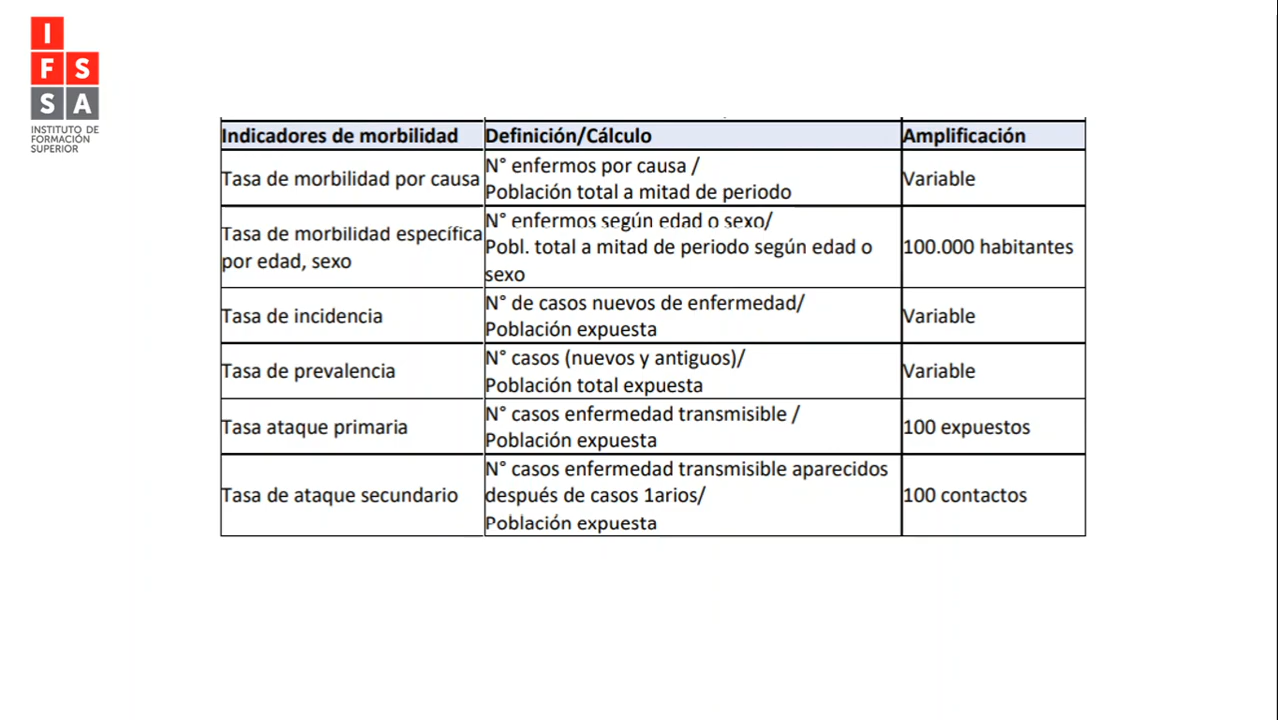 I
F S
S A
INSTITUTO DE
FORMACIÓN
SUPERIOR
Indicadores de morbilidad Definición/Cálculo Amplificación
Tasa de morbilidad por causa
N° enfermos por causa /
Población total a mitad de periodo
Variable
Tasa de morbilidad específica
por edad, sexo
N° enfermos según edad o sexo/
Pobl. total a mitad de periodo según edad o
sexo
100.000 habitantes
Tasa de incidencia
N° de casos nuevos de enfermedad/
Población expuesta
Variable
Tasa de prevalencia
N° casos (nuevos y antiguos)/
Población total expuesta
Variable
Tasa ataque primaria
N° casos enfermedad transmisible /
Población expuesta
100 expuestos
Tasa de ataque secundario
N° casos enfermedad transmisible aparecidos
después de casos 1arios/
Población expuesta
100 contactos